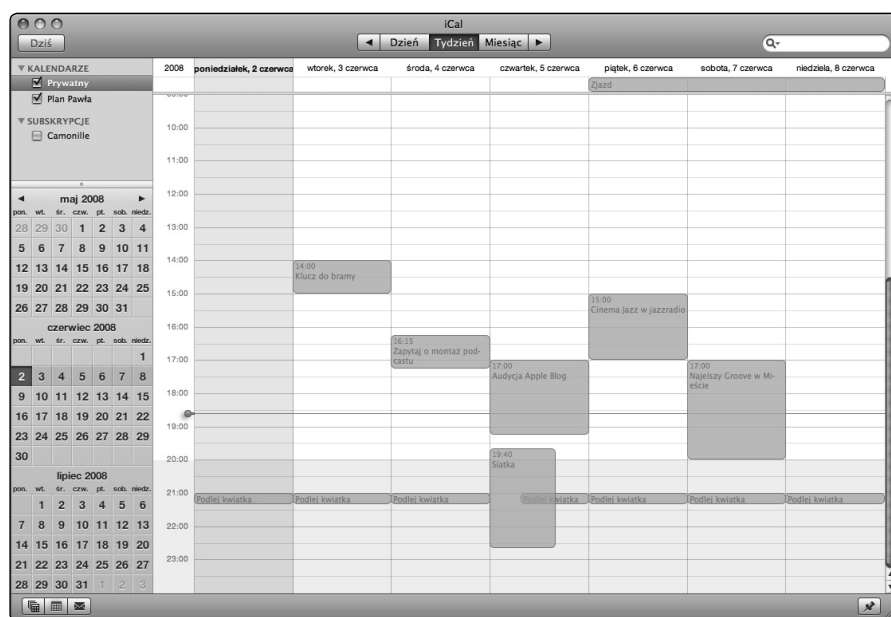 iCal
Dziś
Dzień Tydzień Miesiąc
KALENDARZE
Prywatny
Plan Pawła
SUBSKRYPCJE
Camonille
2008 poniedziałek, 2 czerwca wtorek, 3 czerwca środa, 4 czerwca czwartek, 5 czerwca piątek, 6 czerwca sobota, 7 czerwca niedziela, 8 czerwca
Zjazd
10:00
11:00
12:00
13:00
14:00
15:00
16:00
17:00
18:00
19:00
20:00
21:00
22:00
23:00
14:00
Klucz do bramy
16:15
Zapytaj o montaż pod-
castu
17:00
Audycja Apple Blog
19:40
Siatka
15:00
Cinema Jazz w jazzradio
17:00
Najelszy Groove w Mi-
eście
Podlej kwiatka Podlej kwiatka Podlej kwiatka Podlej kwiatka Podlej kwiatka Podlej kwiatka Podlej kwiatka
maj 2008
pon. wt. śr. czw. pt. sob. niedz.
28 29 30 1 2 3 4
5 6 7 8 9 10 11
12 13 14 15 16 17 18
19 20 21 22 23 24 25
26 27 28 29 30 31
czerwiec 2008
pon. wt. śr. czw. pt. sob. niedz.
1
2 3 4 5 6 7 8
9 10 11 12 13 14 15
16 17 18 19 20 21 22
23 24 25 26 27 28 29
30
lipiec 2008
pon. wt. śr. czw. pt. sob. niedz.
1 2 3 4 5 6
7 8 9 10 11 12 13
14 15 16 17 18 19 20
21 22 23 24 25 26 27
28 29 30 31 1 2 3